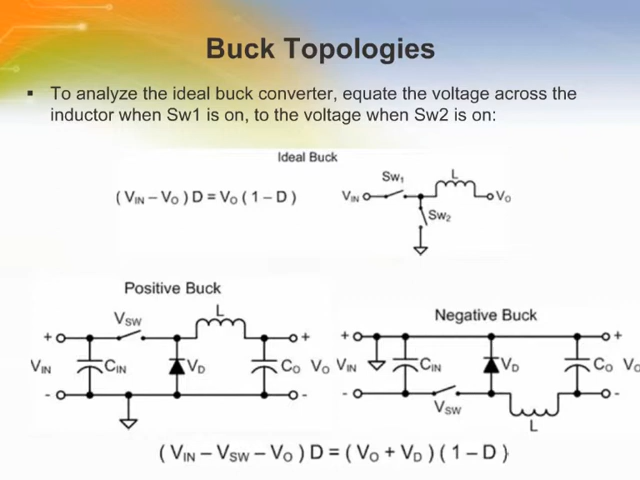 Buck Topologies
▪ To analyze the ideal buck converter, equate the voltage across the
inductor when Sw1 is on, to the voltage when Sw2 is on:
Ideal Buck
( VIN – VO ) D = VO ( 1 – D )
Sw1
L
VIN
VO
Sw2
Positive Buck
VSW
L
+
+
VIN
CIN
VD
CO
VO
-
-
Negative Buck
+
+
VIN
CIN
VD
CO
VO
-
-
VSW
L
( VIN – VSW – VO ) D = ( VO + VD ) ( 1 – D )